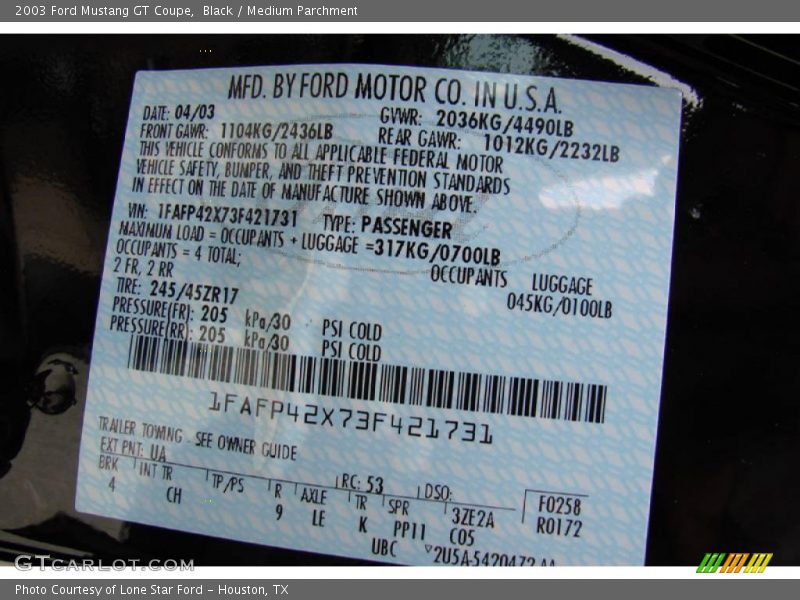 2003 Ford Mustang GT Coupe, Black / Medium Parchment
MFD. BY FORD MOTOR CO. IN U.S.A.
DATE: 04/03 GVWR: 2036KG/4490LB
FRONT GAWR: 1104KG/2436LB REAR GAWR: 1012KG/2232LB
THIS VEHICLE CONFORMS TO ALL APPLICABLE FEDERAL MOTOR
VEHICLE SAFETY, BUMPER, AND THEFT PREVENTION STANDARDS
IN EFFECT ON THE DATE OF MANUFACTURE SHOWN ABOVE.
VIN: 1FAFP42X73F421731 TYPE: PASSENGER
MAXIMUM LOAD = OCCUPANTS + LUGGAGE =317KG/0700LB
OCCUPANTS = 4 TOTAL; OCCUPANTS LUGGAGE
2 FR, 2 RR 045KG/0100LB
TIRE: 245/45ZR17
PRESSURE(FR): 205 kPa/30 PSI COLD
PRESSURE(RR): 205 kPa/30 PSI COLD
1FAFP42X73F421731
TRAILER TOWING - SEE OWNER GUIDE
EXT PNT: UA RC: 53 DSO: F0258
BRK INT TR TP/PS R AXLE TR SPR 3ZE2A R0172
4 CH 9 LE K PP11 C05
UBC ▽2U5A-5420472-AA
GTCARLOT.COM
Photo Courtesy of Lone Star Ford - Houston, TX